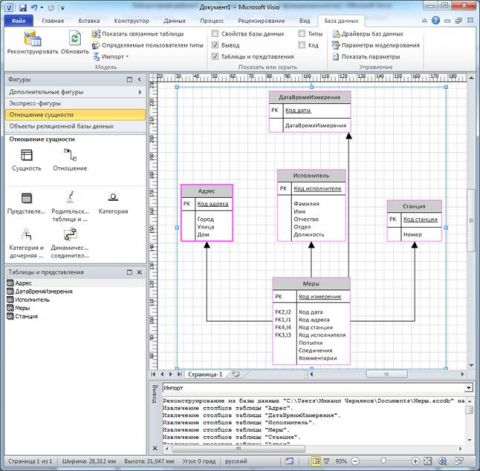 Документ1 - Microsoft Visio
Файл Главная Вставка Конструктор Данные Процесс Рецензирование Вид База данных
Реконструировать
Обновить
Показать связанные таблицы
Определяемые пользователем типы
Импорт
Модель
Свойства базы данных
Типы
Вывод
Код
Таблицы и представления
Показать или скрыть
Драйверы баз данных
Параметры моделирования
Показать параметры
Управление
Фигуры
Дополнительные фигуры
Экспресс-фигуры
Отношение сущности
Объекты реляционной базы данных
Отношение сущности
Сущность
Отношение
Представле...
Родительск...
таблица и ...
Категория
Категория и
дочерняя ...
Динамичес...
соединител...
Таблицы и представления
Адрес
ДатаВремяИзмерения
Исполнитель
Меры
Станция
ДатаВремяИзмерения
PK Код даты
ДатаВремяИзмерения
Исполнитель
PK Код исполнителя
Фамилия
Имя
Отчество
Отдел
Должность
Адрес
PK Код адреса
Город
Улица
Дом
Станция
PK Код станции
Номер
Меры
PK Код измерение
FK2,I2 Код дата
FK1,I1 Код адреса
FK4,I4 Код станции
FK3,I3 Код исполнителя
Попытки
Соединения
Комментарии
Страница-1
Вывод
Импорт
Реконструирование из базы данных "C:\Users\Михаил Черняков\Documents\Меры.accdb" на
Извлечение столбцов таблицы "Адрес".
Извлечение столбцов таблицы "ДатаВремяИзмерения".
Извлечение столбцов таблицы "Исполнитель".
Извлечение столбцов таблицы "Меры".
Извлечение столбцов таблицы "Станция".
Страница 1 из 1 Ширина: 28,312 мм Высота: 31,047 мм Угол: 0 град русский 93%